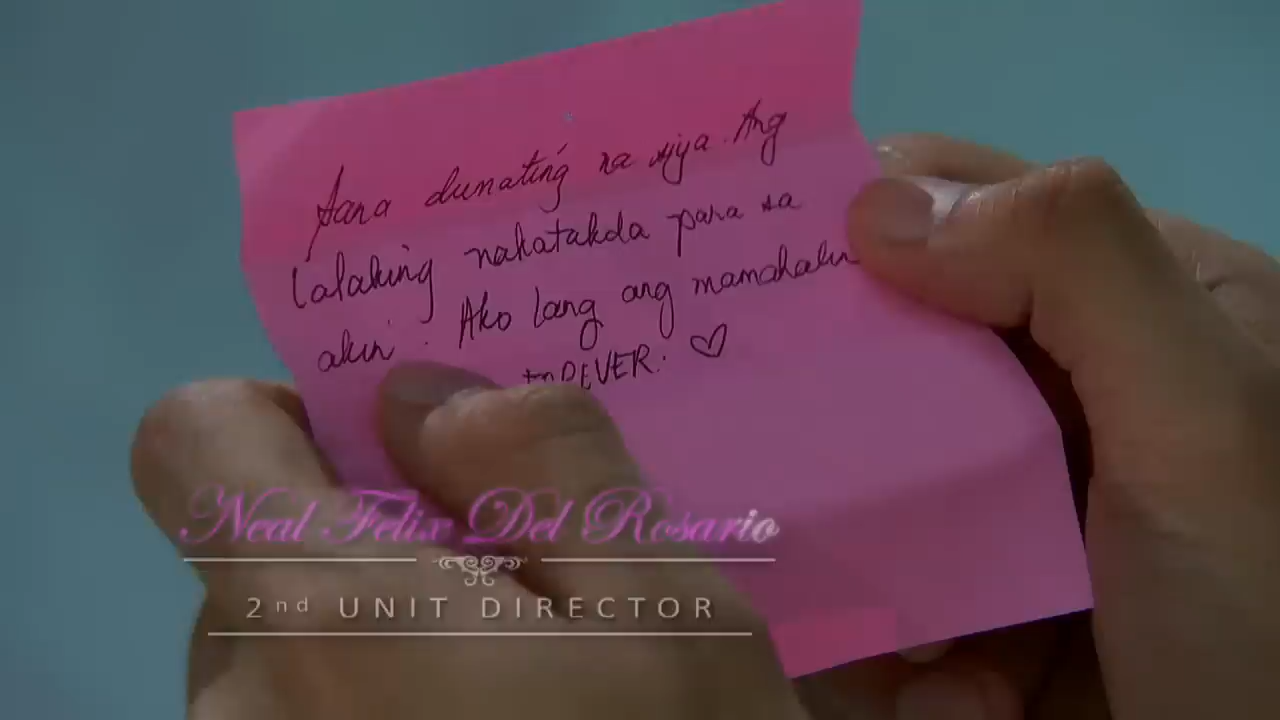 Sana dumating na siya. Ang
lalaking nakatakda para sa
akin. Ako lang ang mamahalin
FOREVER. ♡
Neal Felix Del Rosario
2nd UNIT DIRECTOR